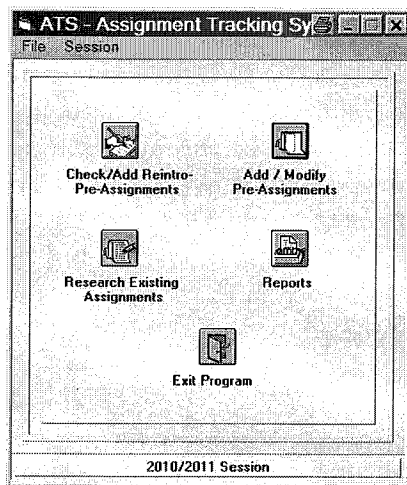 ATS - Assignment Tracking Sy
File Session
Check/Add Reintro-
Pre-Assignments
Add / Modify
Pre-Assignments
Research Existing
Assignments
Reports
Exit Program
2010/2011 Session